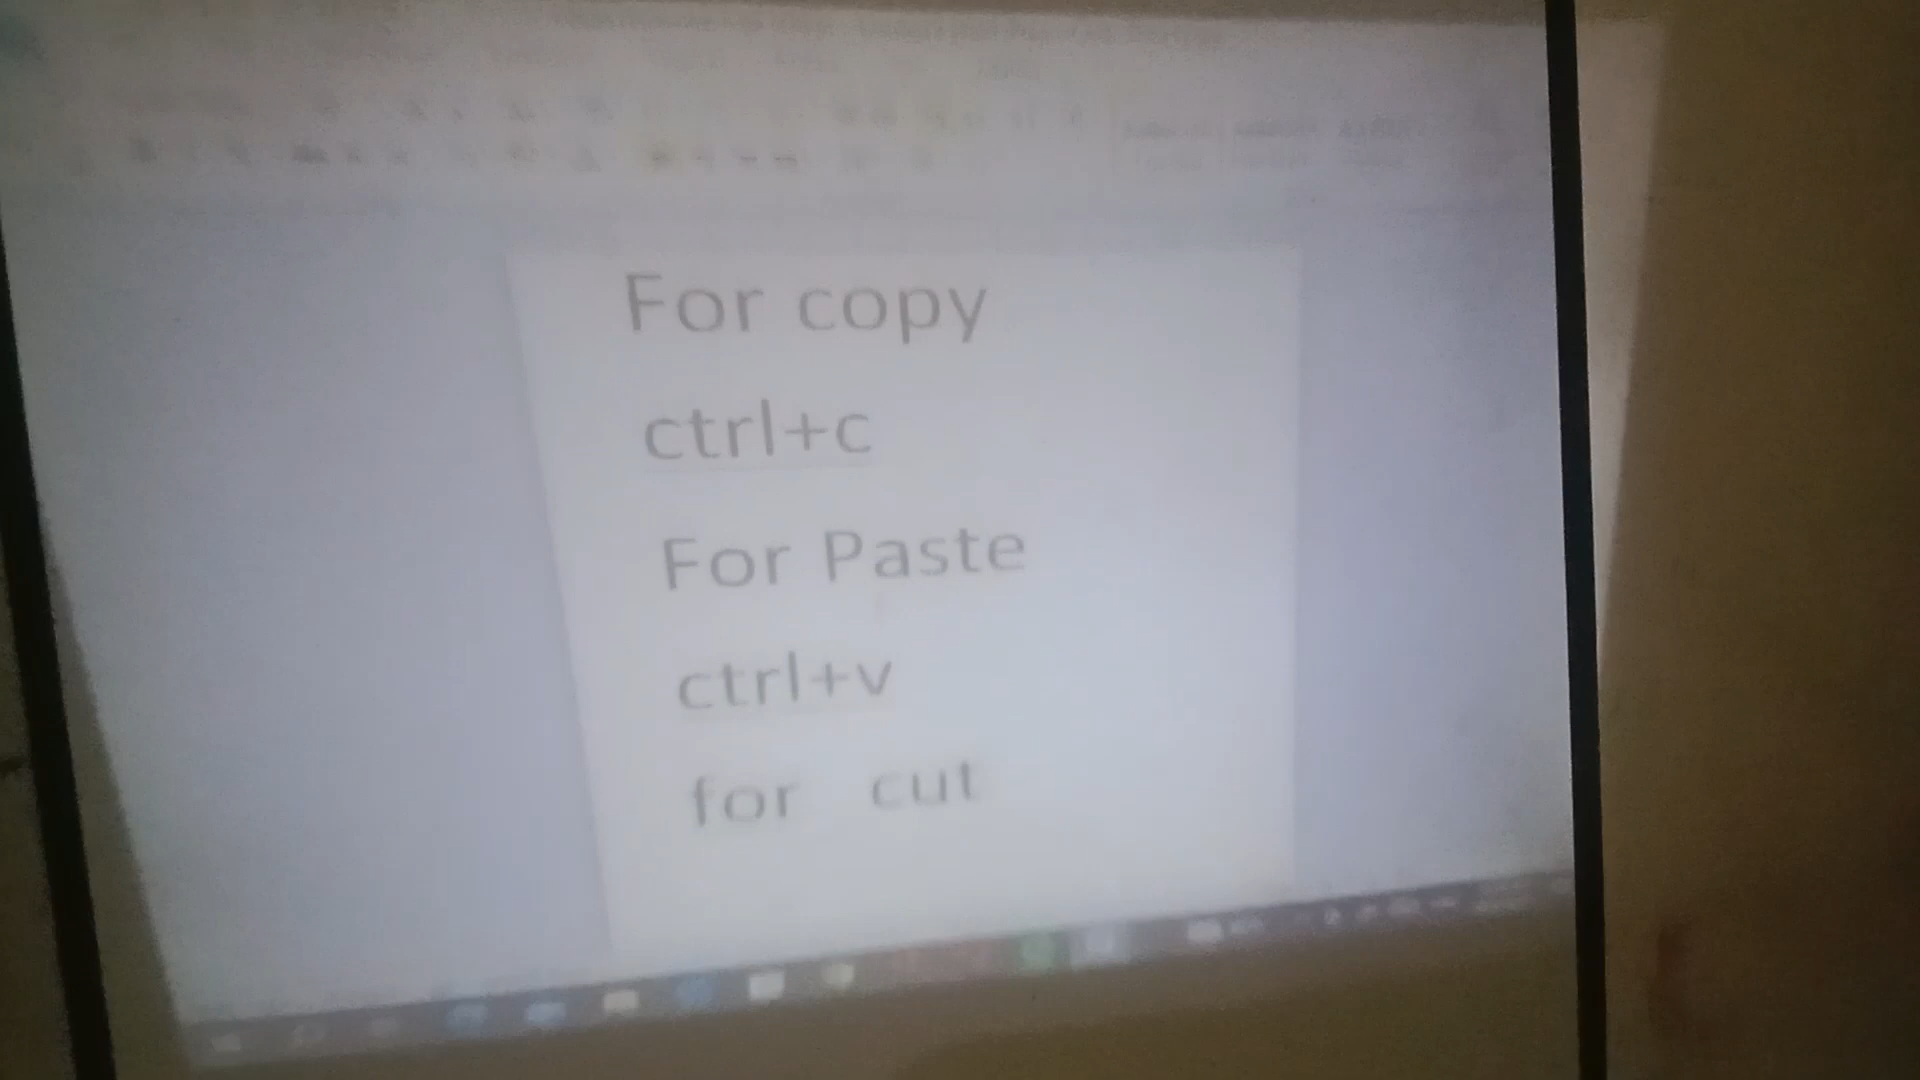 For copy
ctrl+c
For Paste
ctrl+v
for cut